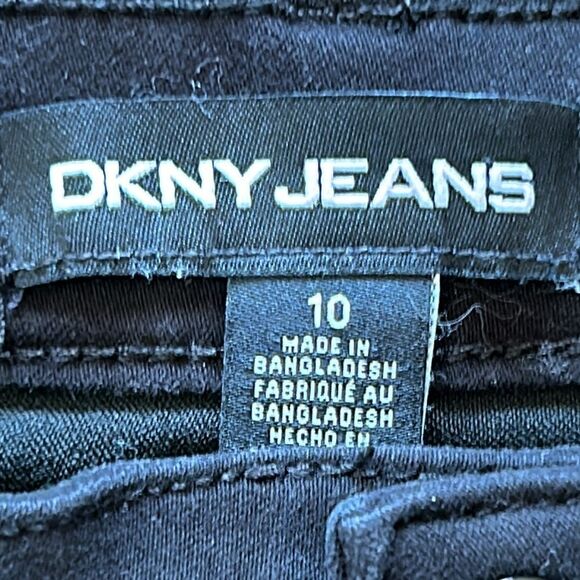 DKNY JEANS
10
MADE IN
BANGLADESH
FABRIQUÉ AU
BANGLADESH
HECHO EN